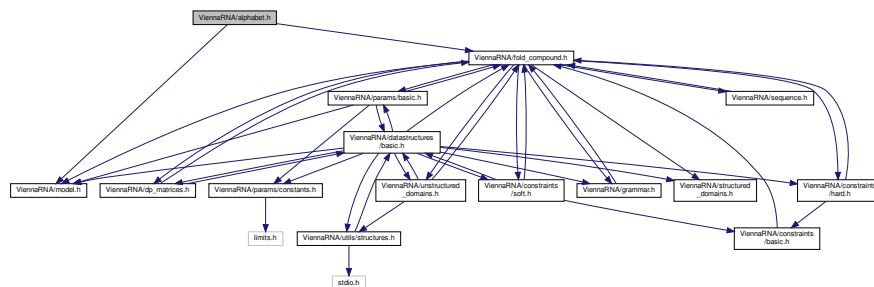 ViennaRNA/alphabet.h
ViennaRNA/fold_compound.h
ViennaRNA/params/basic.h
ViennaRNA/sequence.h
ViennaRNA/datastructures
/basic.h
ViennaRNA/model.h
ViennaRNA/dp_matrices.h
ViennaRNA/params/constants.h
ViennaRNA/unstructured
_domains.h
ViennaRNA/constraints
/soft.h
ViennaRNA/grammar.h
ViennaRNA/structured
_domains.h
ViennaRNA/constraints
/hard.h
limits.h
ViennaRNA/utils/structures.h
ViennaRNA/constraints
/basic.h
stdio.h